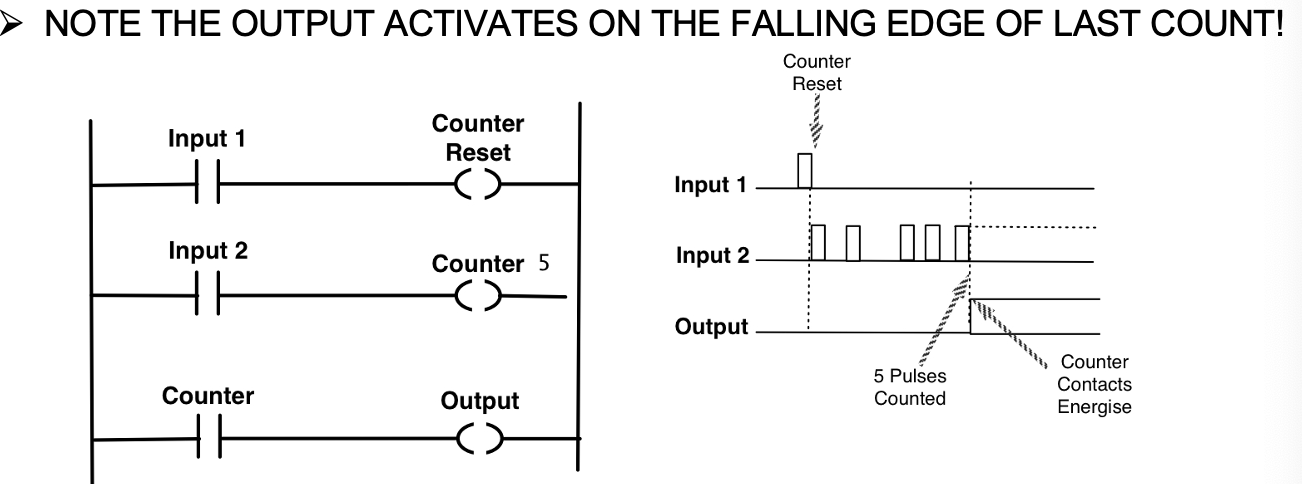 ➢ NOTE THE OUTPUT ACTIVATES ON THE FALLING EDGE OF LAST COUNT!
Input 1
Counter
Reset
Input 2
Counter 5
Counter
Output
Counter
Reset
Input 1
Input 2
Output
5 Pulses
Counted
Counter
Contacts
Energise